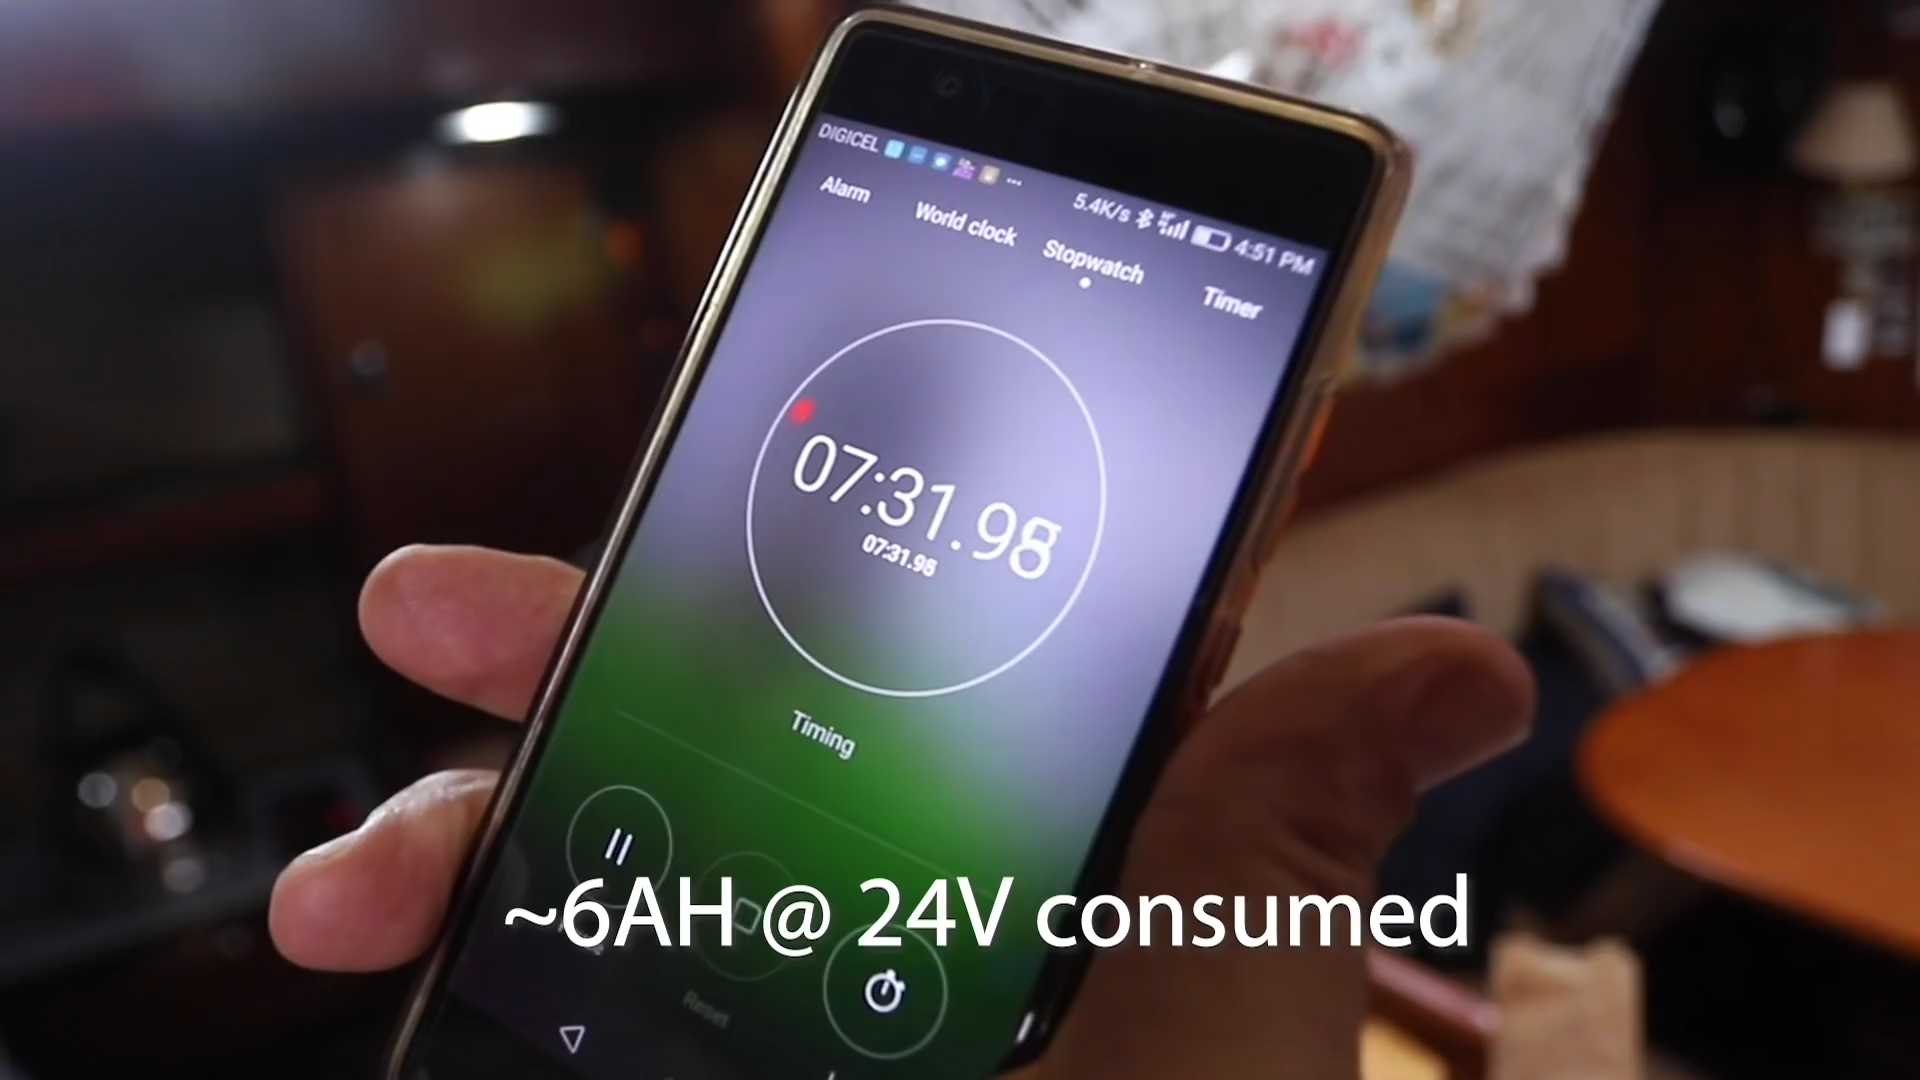 DIGICEL
5.4K/s 4:51 PM
Alarm
World clock
Stopwatch
Timer
07:31.98
07:31.95
Timing
Reset
~6AH @ 24V consumed